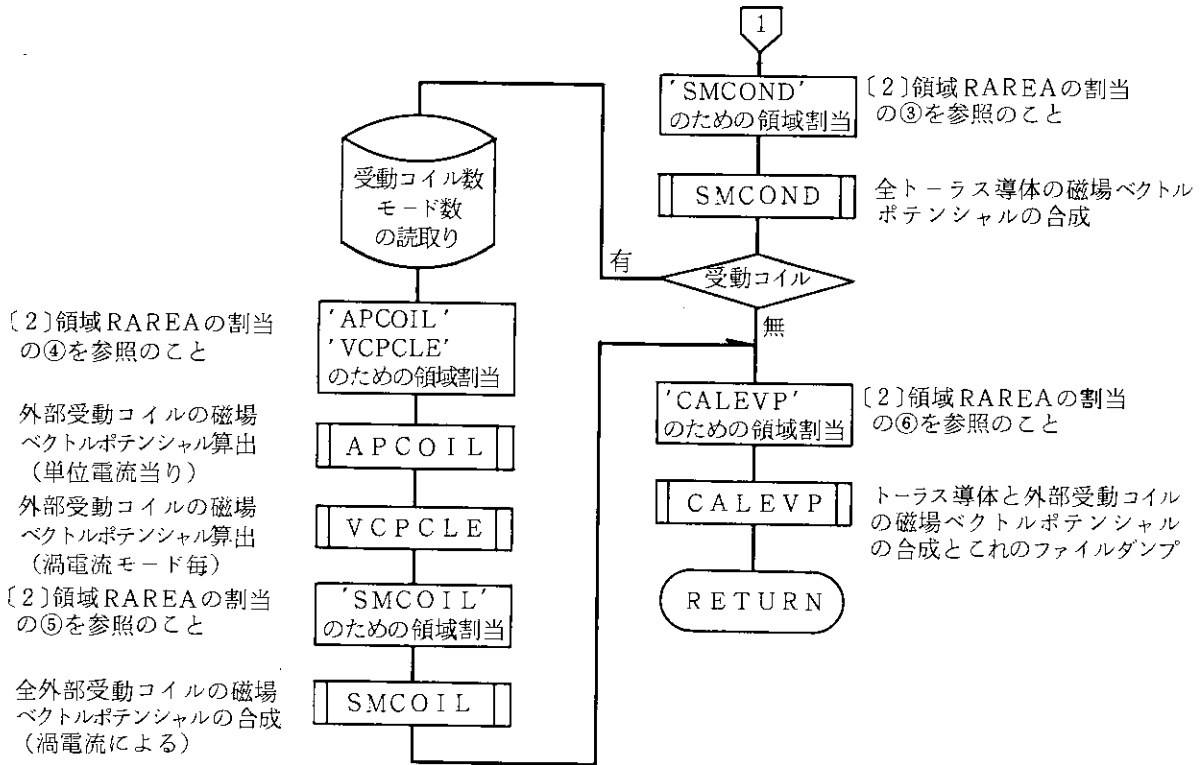 1
'SMCOND'
のための領域割当
〔2〕領域RAREAの割当
の③を参照のこと
SMCOND
全トーラス導体の磁場ベクトル
ポテンシャルの合成
受動コイル
有
無
受動コイル数
モード数
の読取り
〔2〕領域RAREAの割当
の④を参照のこと
'APCOIL'
'VCPCLE'
のための領域割当
外部受動コイルの磁場
ベクトルポテンシャル算出
(単位電流当り)
APCOIL
外部受動コイルの磁場
ベクトルポテンシャル算出
(渦電流モード毎)
VCPCLE
〔2〕領域RAREAの割当
の⑤を参照のこと
'SMCOIL'
のための領域割当
全外部受動コイルの磁場
ベクトルポテンシャルの合成
(渦電流による)
SMCOIL
'CALEVP'
のための領域割当
〔2〕領域RAREAの割当
の⑥を参照のこと
CALEVP
トーラス導体と外部受動コイル
の磁場ベクトルポテンシャル
の合成とこれのファイルダンプ
RETURN